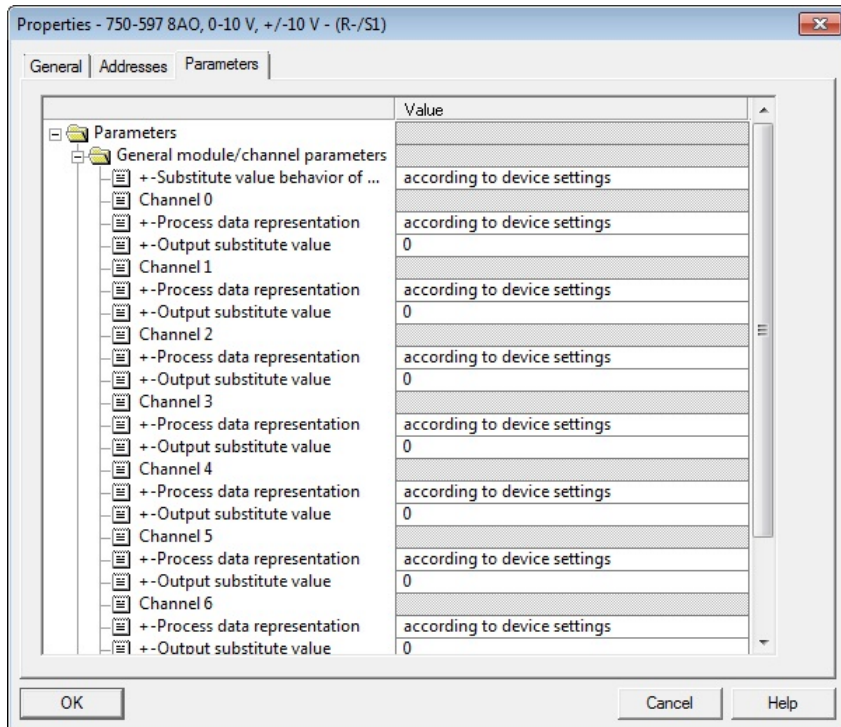 Properties - 750-597 8AO, 0-10 V, +/-10 V - (R-/S1)
General Addresses Parameters
Value
Parameters
General module/channel parameters
+-Substitute value behavior of ... according to device settings
Channel 0
+-Process data representation according to device settings
+-Output substitute value 0
Channel 1
+-Process data representation according to device settings
+-Output substitute value 0
Channel 2
+-Process data representation according to device settings
+-Output substitute value 0
Channel 3
+-Process data representation according to device settings
+-Output substitute value 0
Channel 4
+-Process data representation according to device settings
+-Output substitute value 0
Channel 5
+-Process data representation according to device settings
+-Output substitute value 0
Channel 6
+-Process data representation according to device settings
+-Output substitute value 0
OK Cancel Help